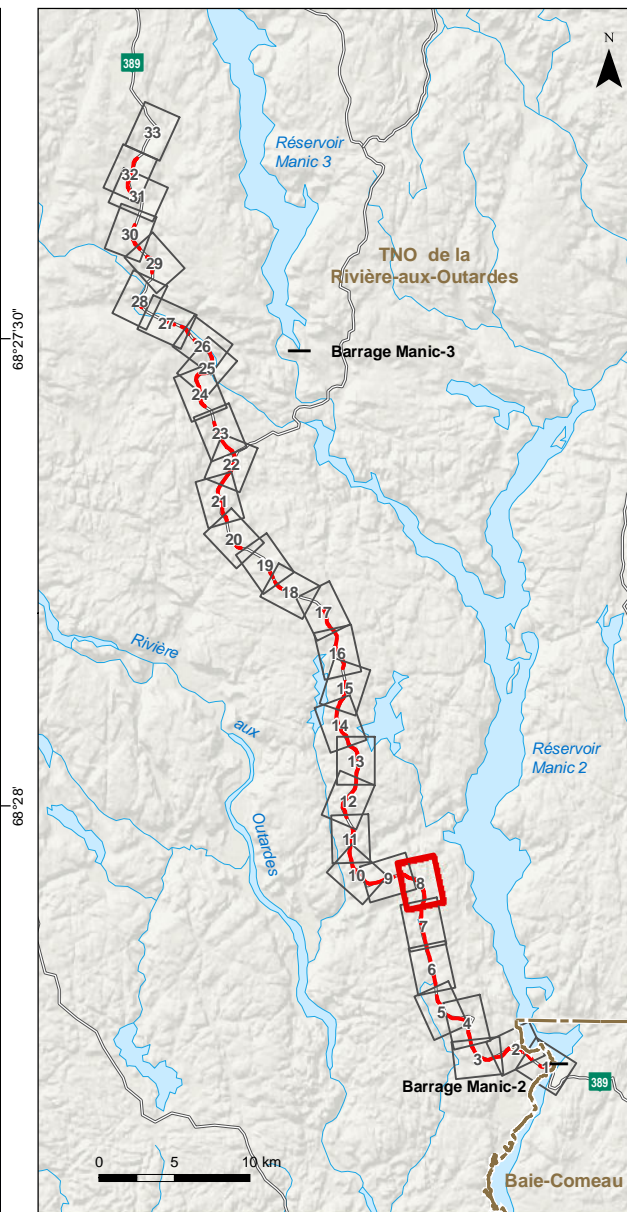 N
389
33
Réservoir
Manic 3
32
31
TNO de la
Rivière-aux-Outardes
30
29
28
27
68°27'30"
26
Barrage Manic-3
25
24
23
22
21
20
19
18
17
16
Rivière
15
aux
14
Réservoir
Manic 2
13
68°28'
12
Outardes
11
10
9
8
7
6
5
4
3
2
1
389
Barrage Manic-2
0 5 10 km
Baie-Comeau